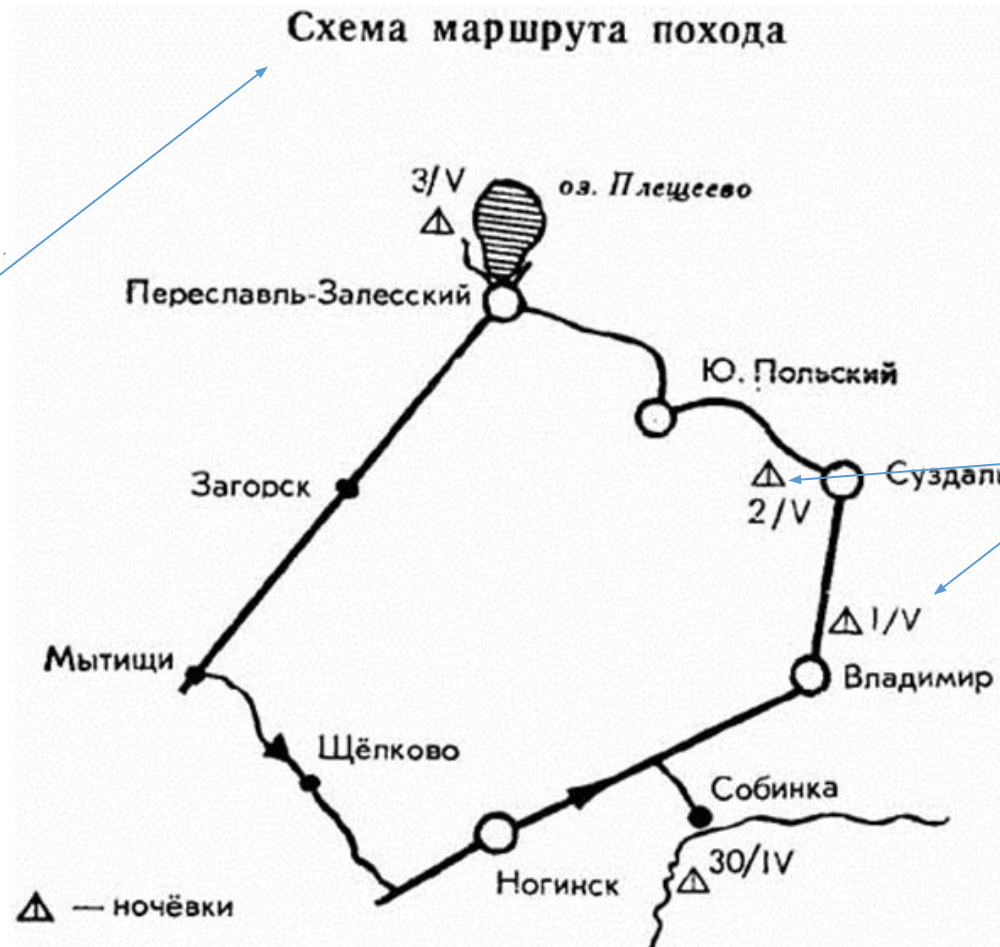 Схема маршрута похода
3/V
оз. Плещеево
Переславль-Залесский
Ю. Польский
Загорск
Суздаль
2/V
1/V
Мытищи
Владимир
Щёлково
Собинка
30/IV
Ногинск
— ночёвки